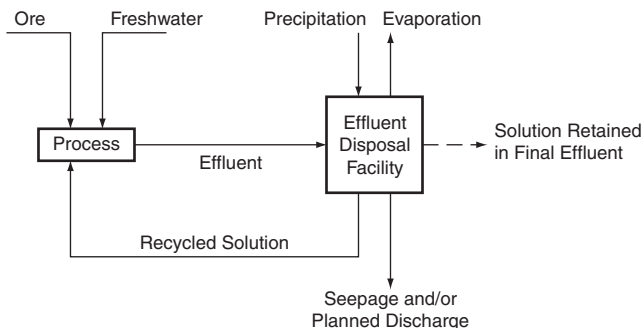 Ore
Freshwater
Precipitation
Evaporation
Process
Effluent
Effluent
Disposal
Facility
Solution Retained
in Final Effluent
Recycled Solution
Seepage and/or
Planned Discharge